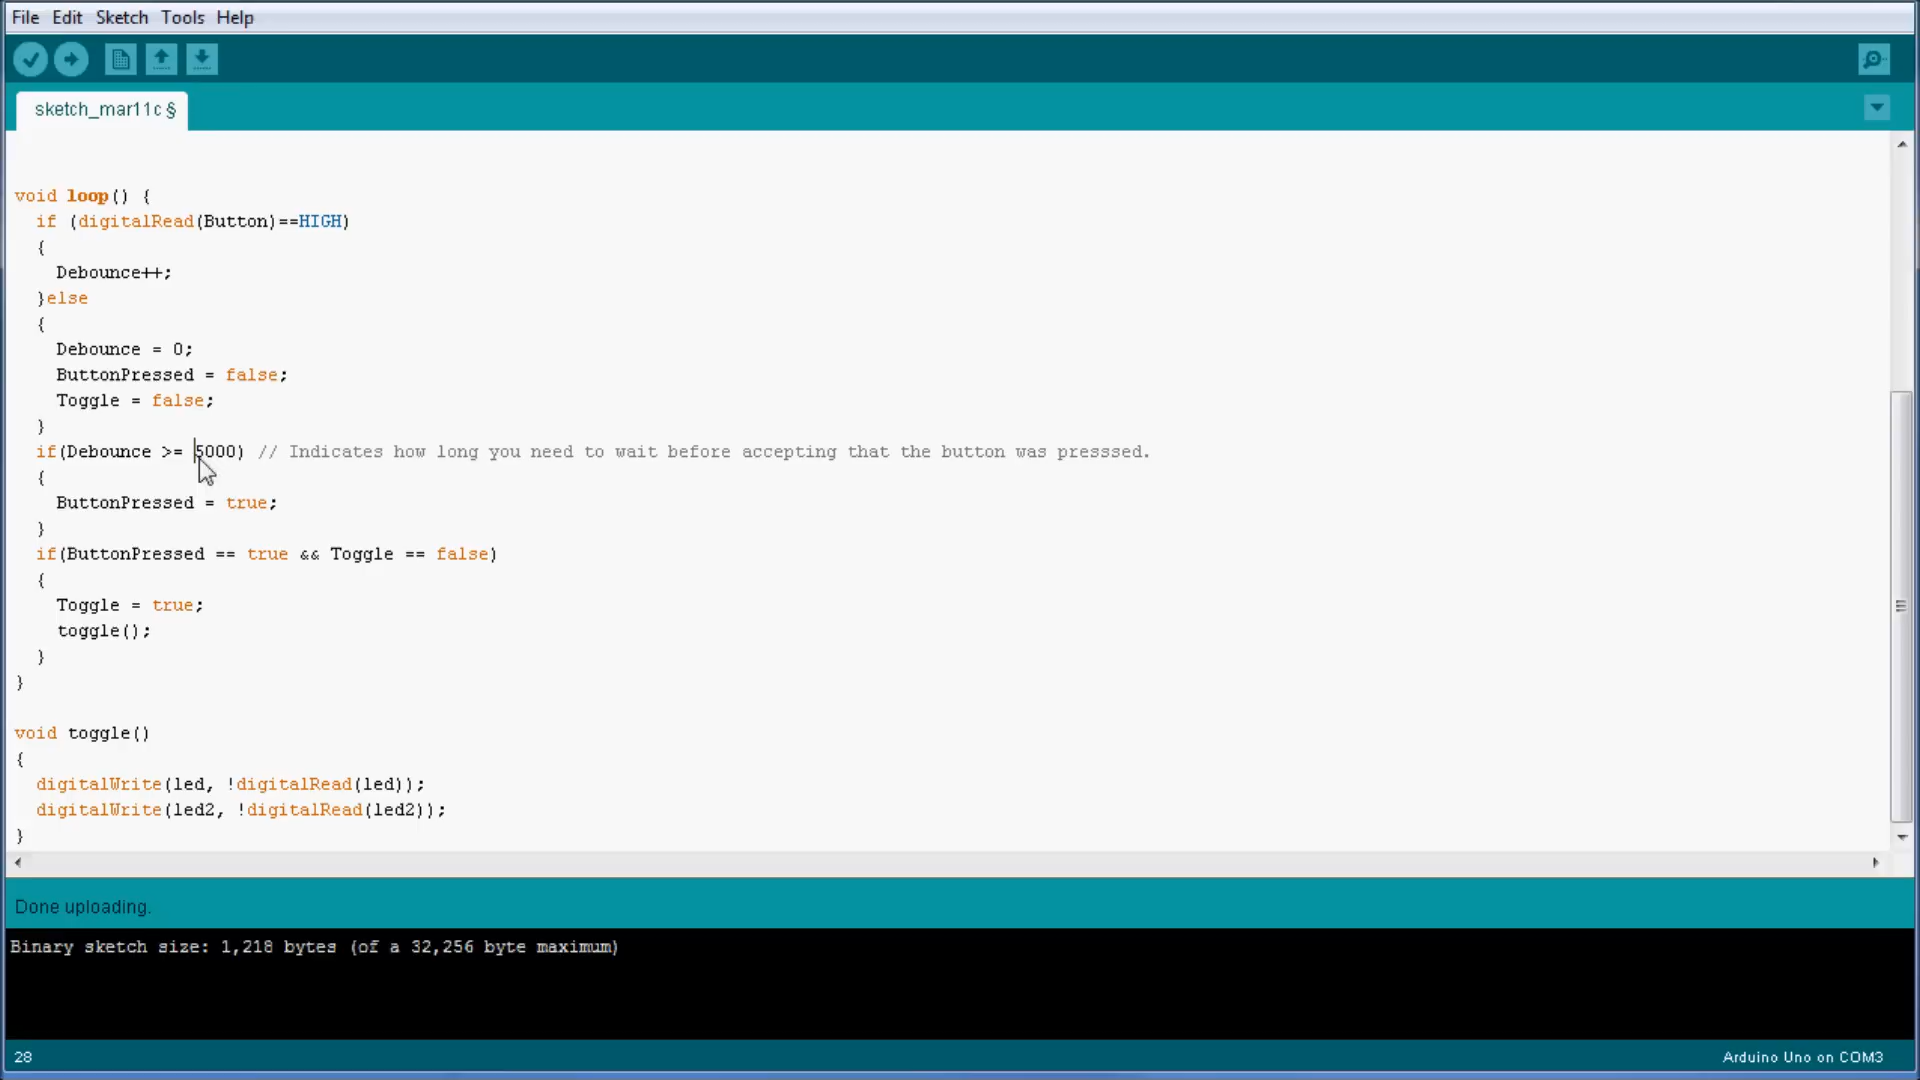 File Edit Sketch Tools Help
sketch_mar11c §
void loop() {
  if (digitalRead(Button)==HIGH)
  {
    Debounce++;
  }else
  {
    Debounce = 0;
    ButtonPressed = false;
    Toggle = false;
  }
  if(Debounce >= 5000) // Indicates how long you need to wait before accepting that the button was presssed.
  {
    ButtonPressed = true;
  }
  if(ButtonPressed == true && Toggle == false)
  {
    Toggle = true;
    toggle();
  }
}
void toggle()
{
  digitalWrite(led, !digitalRead(led));
  digitalWrite(led2, !digitalRead(led2));
}
Done uploading.
Binary sketch size: 1,218 bytes (of a 32,256 byte maximum)
28 Arduino Uno on COM3